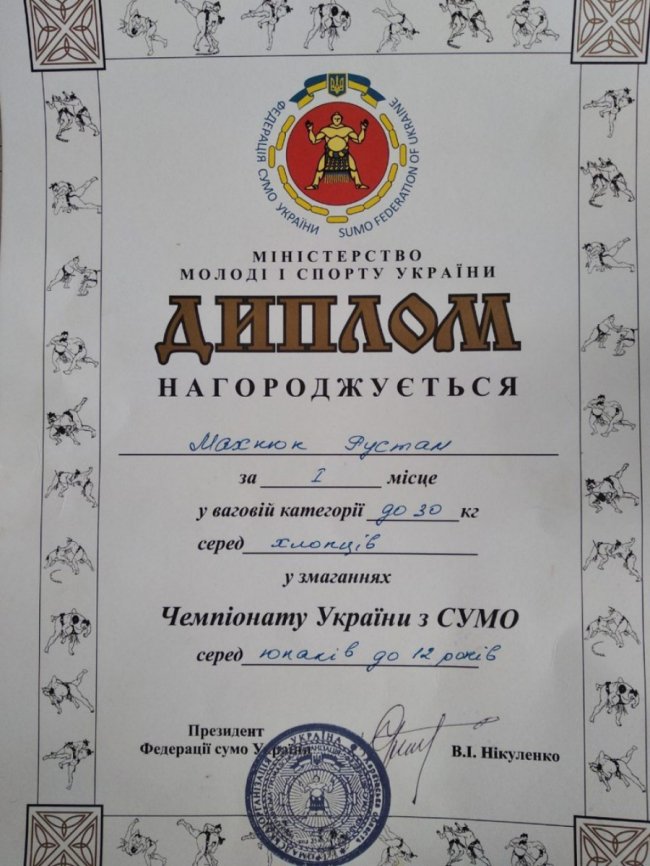 ФЕДЕРАЦІЯ СУМО УКРАЇНИ
SUMO FEDERATION OF UKRAINE
МІНІСТЕРСТВО
МОЛОДІ І СПОРТУ УКРАЇНИ
ДИПЛОМ
НАГОРОДЖУЄТЬСЯ
Махнюк Рустам
за I місце
у ваговій категорії до 30 кг
серед хлопців
у змаганнях
Чемпіонату України з СУМО
серед юнаків до 12 років
Президент
Федерації сумо України
В.І. Нікуленко
УКРАЇНА